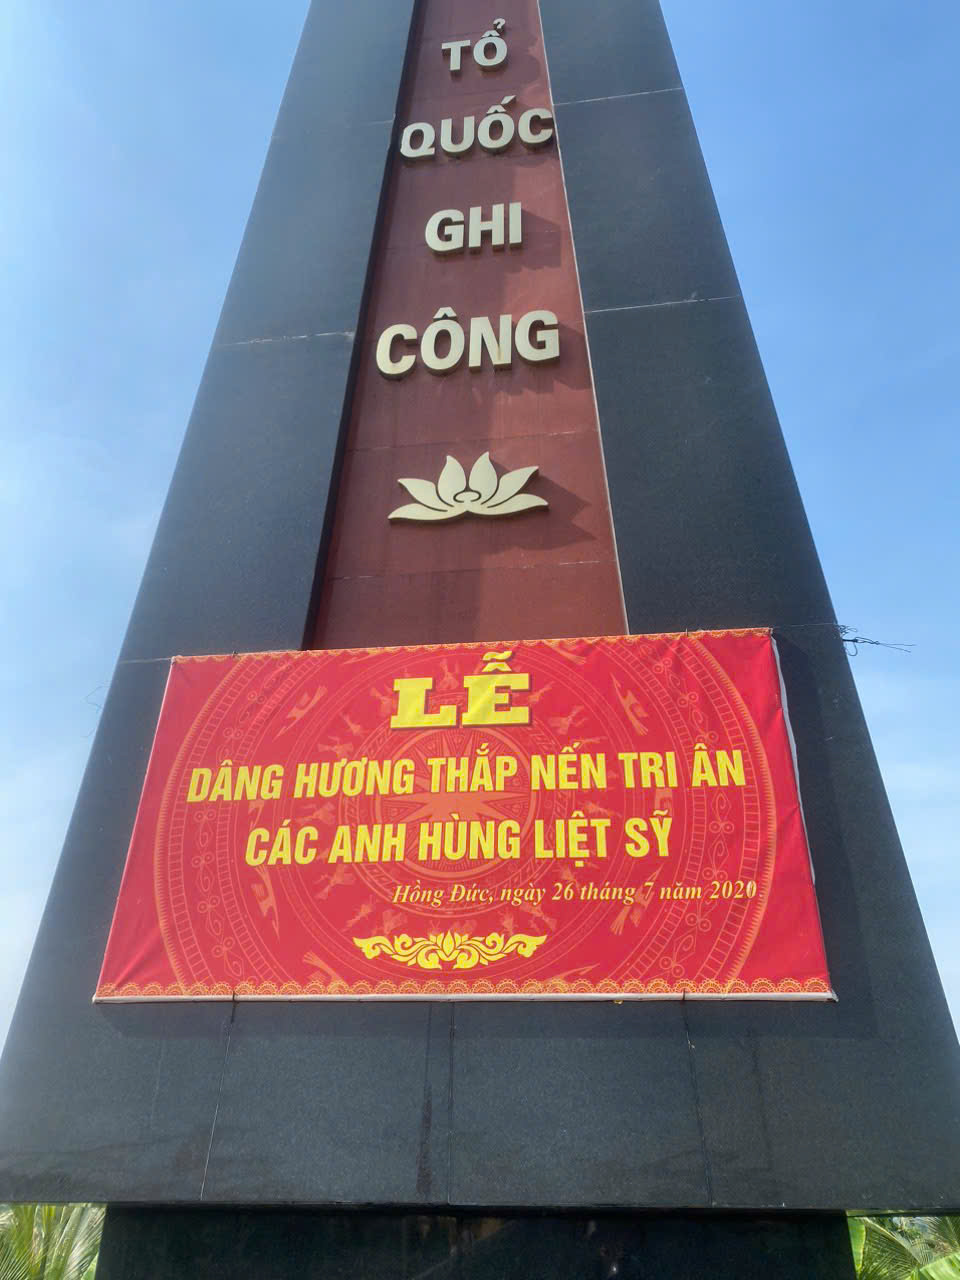 TỔ
QUỐC
GHI
CÔNG
LỄ
DÂNG HƯƠNG THẮP NẾN TRI ÂN
CÁC ANH HÙNG LIỆT SỸ
Hồng Đức, ngày 26 tháng 7 năm 2020